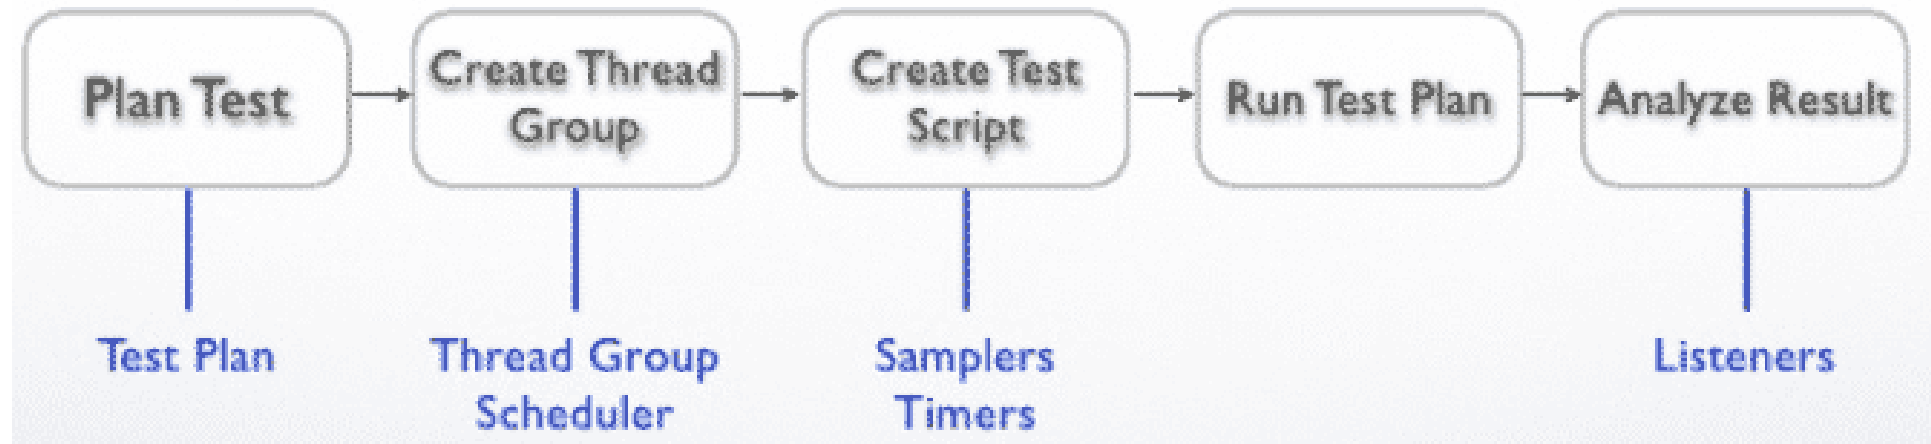 Plan Test
Create Thread
Group
Create Test
Script
Run Test Plan
Analyze Result
Test Plan
Thread Group
Scheduler
Samplers
Timers
Listeners